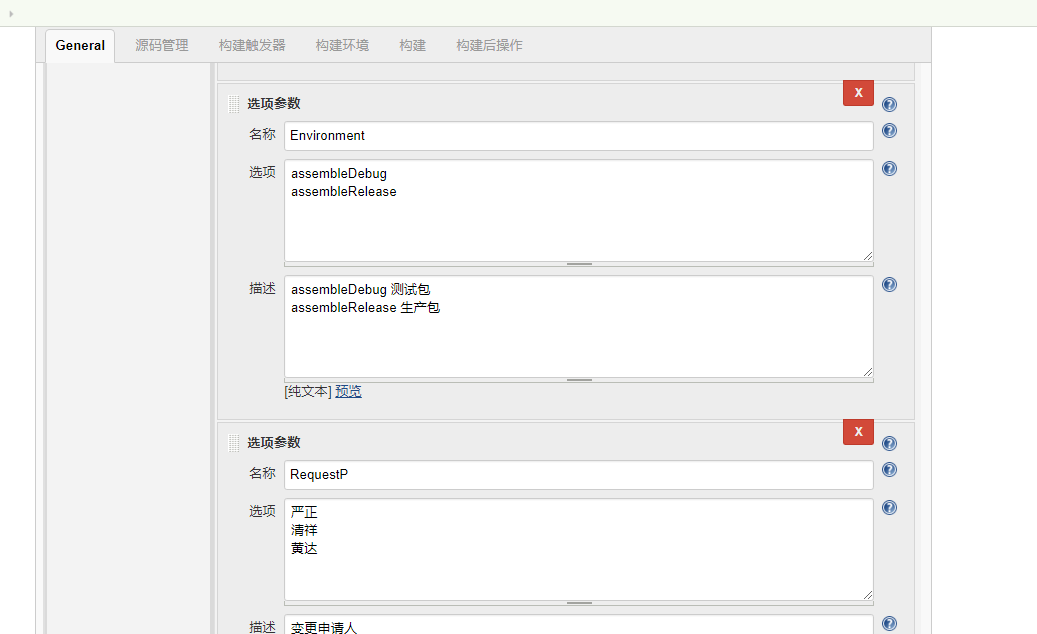 General 源码管理 构建触发器 构建环境 构建 构建后操作
X
选项参数
名称 Environment
选项 assembleDebug
assembleRelease
描述 assembleDebug 测试包
assembleRelease 生产包
[纯文本] 预览
X
选项参数
名称 RequestP
选项 严正
清祥
黄达
描述 变更申请人